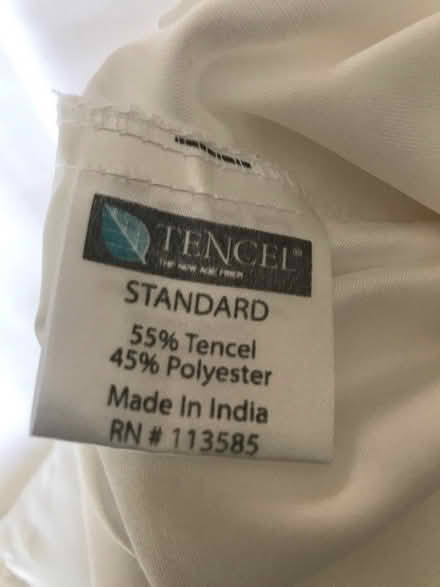 TENCEL®
THE NEW AGE FIBER
STANDARD
55% Tencel
45% Polyester
Made In India
RN # 113585